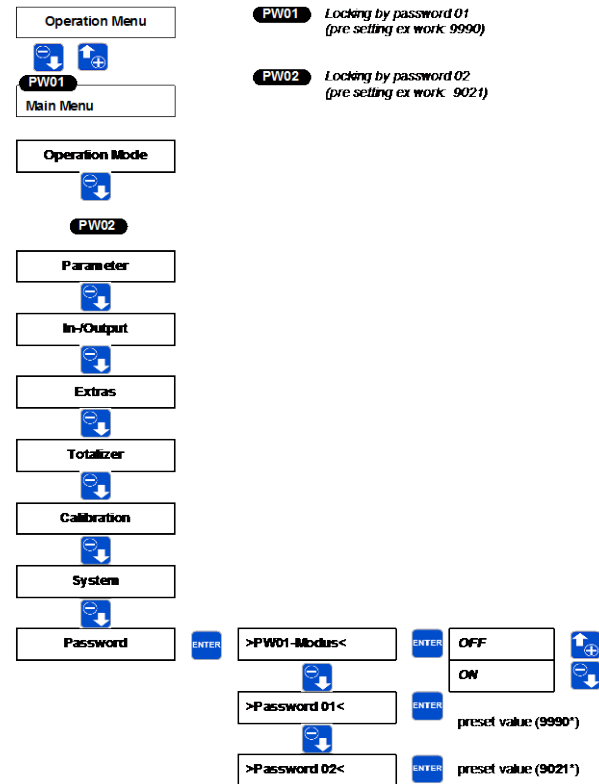 Operation Menu
PW01 Locking by password 01
(pre setting ex work: 9990)
PW01
Main Menu
PW02 Locking by password 02
(pre setting ex work: 9021)
Operation Mode
PW02
Parameter
In-/Output
Extras
Totalizer
Calibration
System
Password ENTER >PW01-Modus< ENTER OFF
ON
>Password 01< ENTER preset value (9990*)
>Password 02< ENTER preset value (9021*)